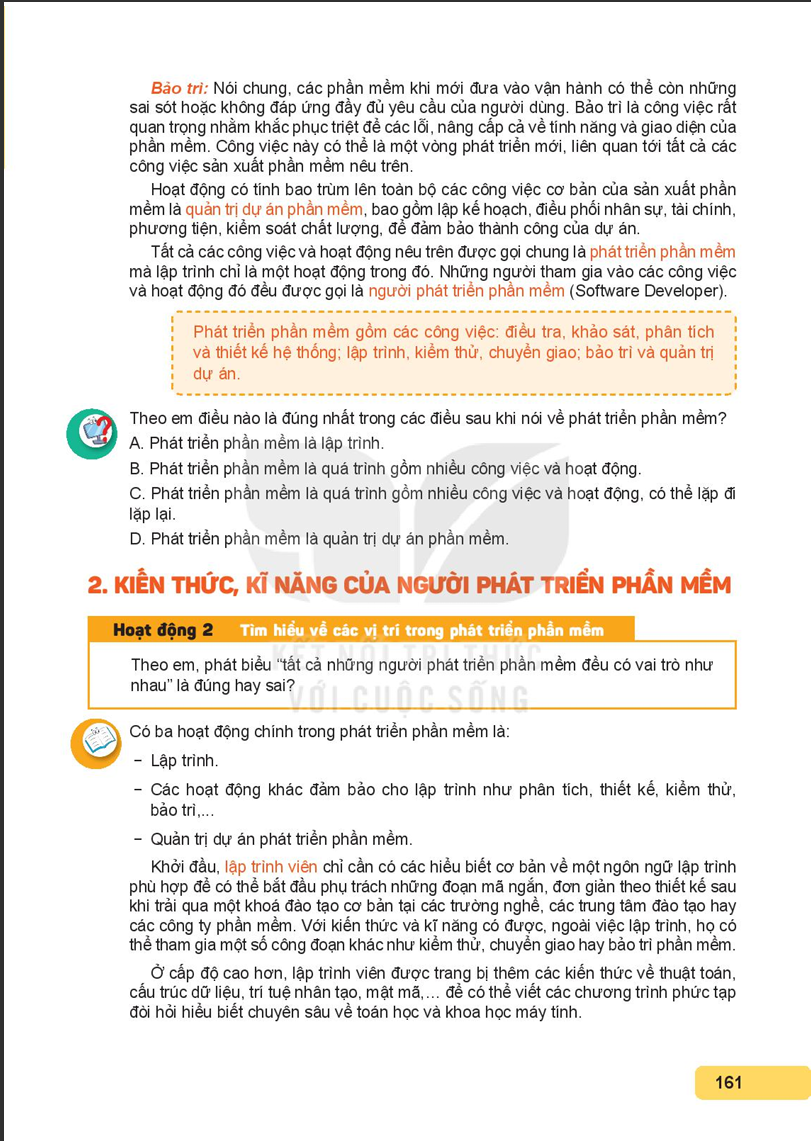 Bảo trì: Nói chung, các phần mềm khi mới đưa vào vận hành có thể còn những
sai sót hoặc không đáp ứng đầy đủ yêu cầu của người dùng. Bảo trì là công việc rất
quan trọng nhằm khắc phục triệt để các lỗi, nâng cấp cả về tính năng và giao diện của
phần mềm. Công việc này có thể là một vòng phát triển mới, liên quan tới tất cả các
công việc sản xuất phần mềm nêu trên.
Hoạt động có tính bao trùm lên toàn bộ các công việc cơ bản của sản xuất phần
mềm là quản trị dự án phần mềm, bao gồm lập kế hoạch, điều phối nhân sự, tài chính,
phương tiện, kiểm soát chất lượng, để đảm bảo thành công của dự án.
Tất cả các công việc và hoạt động nêu trên được gọi chung là phát triển phần mềm
mà lập trình chỉ là một hoạt động trong đó. Những người tham gia vào các công việc
và hoạt động đó đều được gọi là người phát triển phần mềm (Software Developer).
Phát triển phần mềm gồm các công việc: điều tra, khảo sát, phân tích
và thiết kế hệ thống; lập trình, kiểm thử, chuyển giao; bảo trì và quản trị
dự án.
Theo em điều nào là đúng nhất trong các điều sau khi nói về phát triển phần mềm?
A. Phát triển phần mềm là lập trình.
B. Phát triển phần mềm là quá trình gồm nhiều công việc và hoạt động.
C. Phát triển phần mềm là quá trình gồm nhiều công việc và hoạt động, có thể lặp đi
lặp lại.
D. Phát triển phần mềm là quản trị dự án phần mềm.
2. KIẾN THỨC, KĨ NĂNG CỦA NGƯỜI PHÁT TRIỂN PHẦN MỀM
Hoạt động 2 Tìm hiểu về các vị trí trong phát triển phần mềm
KẾT NỐI TRI THỨC
Theo em, phát biểu “tất cả những người phát triển phần mềm đều có vai trò như
nhau” là đúng hay sai?
VỚI CUỘC SỐNG
Có ba hoạt động chính trong phát triển phần mềm là:
– Lập trình.
– Các hoạt động khác đảm bảo cho lập trình như phân tích, thiết kế, kiểm thử,
bảo trì,...
– Quản trị dự án phát triển phần mềm.
Khởi đầu, lập trình viên chỉ cần có các hiểu biết cơ bản về một ngôn ngữ lập trình
phù hợp để có thể bắt đầu phụ trách những đoạn mã ngắn, đơn giản theo thiết kế sau
khi trải qua một khoá đào tạo cơ bản tại các trường nghề, các trung tâm đào tạo hay
các công ty phần mềm. Với kiến thức và kĩ năng có được, ngoài việc lập trình, họ có
thể tham gia một số công đoạn khác như kiểm thử, chuyển giao hay bảo trì phần mềm.
Ở cấp độ cao hơn, lập trình viên được trang bị thêm các kiến thức về thuật toán,
cấu trúc dữ liệu, trí tuệ nhân tạo, mật mã,... để có thể viết các chương trình phức tạp
đòi hỏi hiểu biết chuyên sâu về toán học và khoa học máy tính.
161